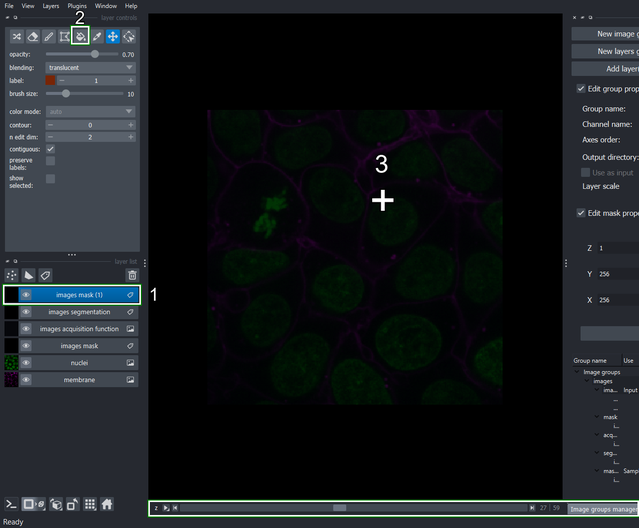 File View Layers Plugins Window Help
2
layer controls
opacity: 0.70
blending: translucent
label: 1
brush size: 10
color mode: auto
contour: 0
n edit dim: 2
contiguous:
preserve
labels:
show
selected:
layer list
images mask (1)
1
images segmentation
images acquisition function
images mask
nuclei
membrane
Ready
3
z 27 59
New image g
New layers g
Add layer
Edit group prop
Group name:
Channel name:
Axes order:
Output directory:
Use as input
Layer scale
Edit mask prope
Z 1
Y 256
X 256
Group name Use
Image groups
images
ima... Input
...
...
mask
i...
acq...
i...
seg...
i...
mas... Samp
i...
Image groups manager